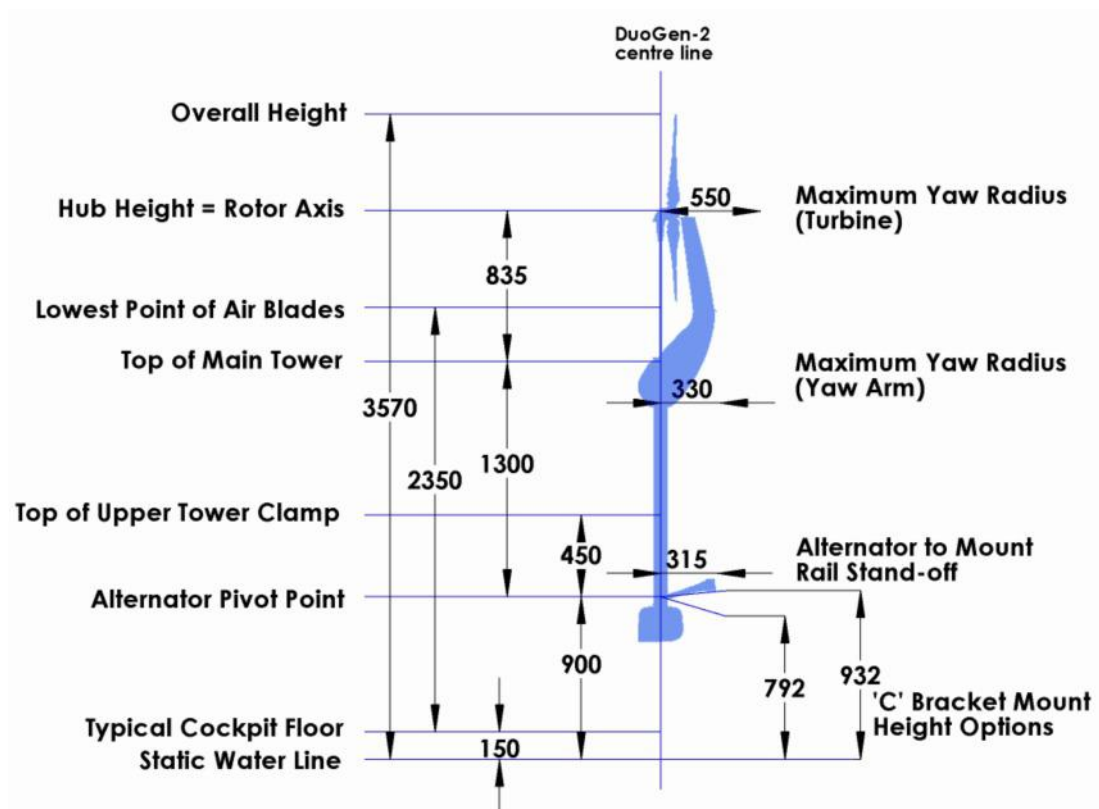 DuoGen-2
centre line
Overall Height
Hub Height = Rotor Axis
550
Maximum Yaw Radius
(Turbine)
835
Lowest Point of Air Blades
Top of Main Tower
Maximum Yaw Radius
(Yaw Arm)
330
3570
1300
2350
Top of Upper Tower Clamp
450
315
Alternator to Mount
Rail Stand-off
Alternator Pivot Point
900
792
932
'C' Bracket Mount
Height Options
Typical Cockpit Floor
150
Static Water Line